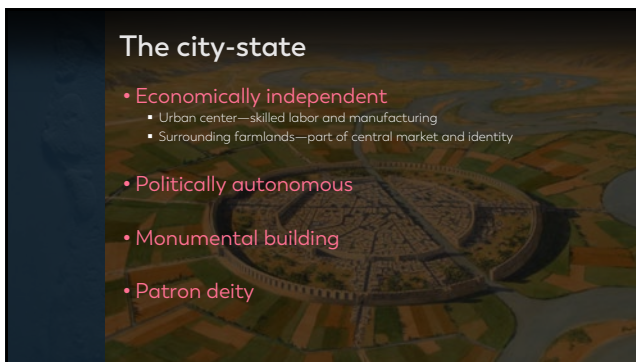 The city-state
• Economically independent
▪ Urban center—skilled labor and manufacturing
▪ Surrounding farmlands—part of central market and identity
• Politically autonomous
• Monumental building
• Patron deity